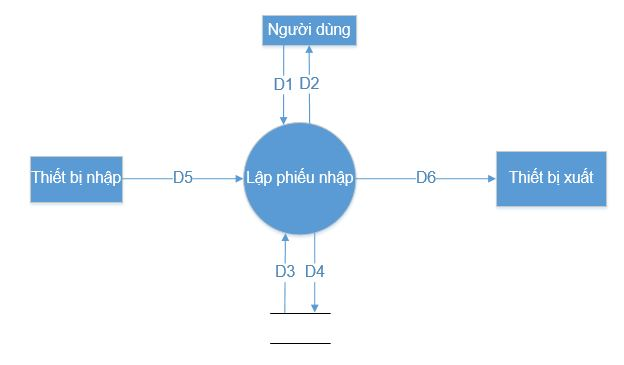 Người dùng
D1 D2
Thiết bị nhập
D5
Lập phiếu nhập
D6
Thiết bị xuất
D3 D4